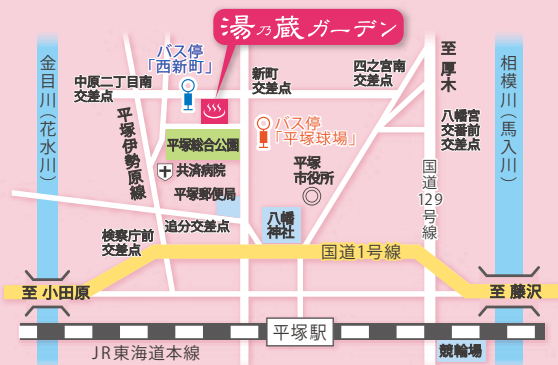 湯乃蔵ガーデン
バス停
「西新町」
金目川（花水川）
中原二丁目南
交差点
新町
交差点
四之宮南
交差点
至 厚木
相模川（馬入川）
平塚伊勢原線
バス停
「平塚球場」
八幡宮
交番前
交差点
平塚総合公園
共済病院
平塚
市役所
平塚郵便局
国道129号線
追分交差点
八幡
神社
検察庁前
交差点
国道1号線
至 小田原
至 藤沢
平塚駅
JR東海道本線
競輪場